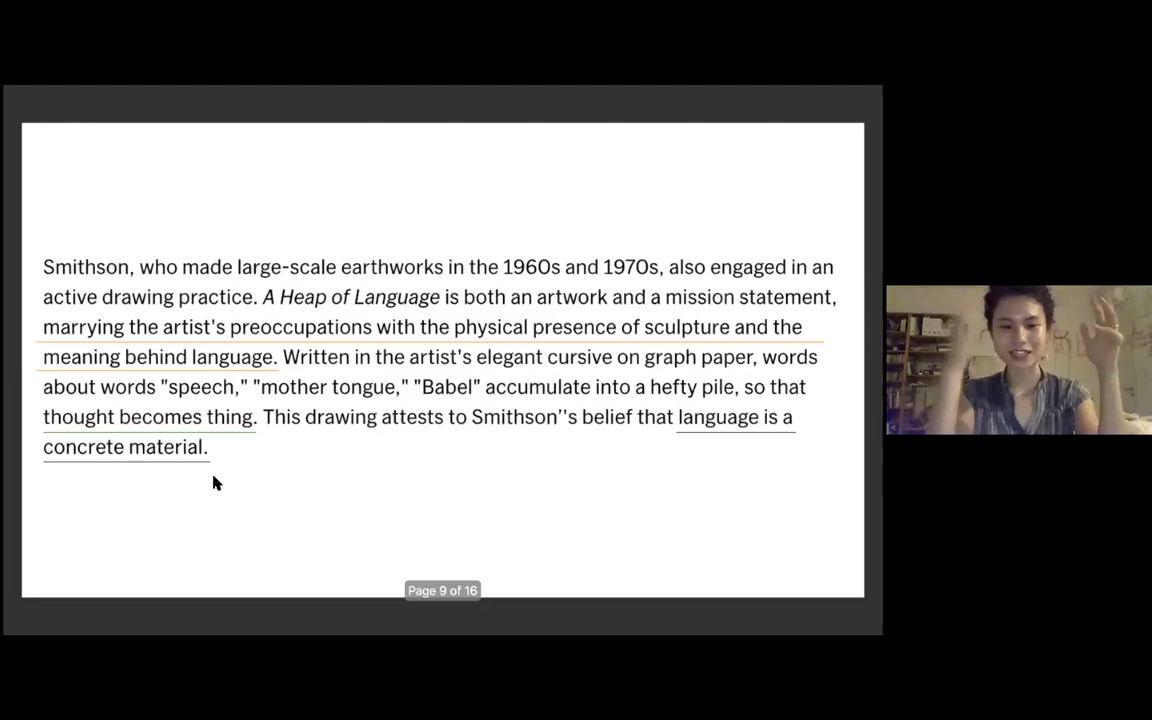 Smithson, who made large-scale earthworks in the 1960s and 1970s, also engaged in an
active drawing practice. A Heap of Language is both an artwork and a mission statement,
marrying the artist's preoccupations with the physical presence of sculpture and the
meaning behind language. Written in the artist's elegant cursive on graph paper, words
about words "speech," "mother tongue," "Babel" accumulate into a hefty pile, so that
thought becomes thing. This drawing attests to Smithson''s belief that language is a
concrete material.
Page 9 of 16